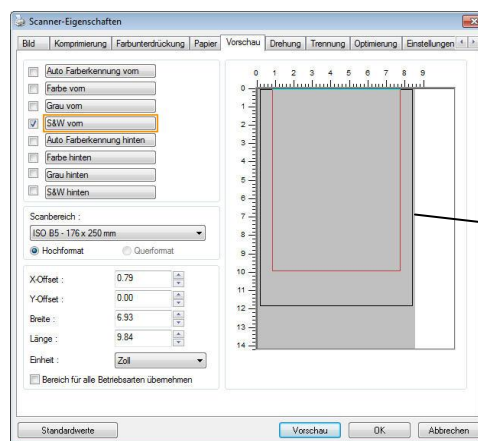 Scanner-Eigenschaften
Bild Komprimierung Farbunterdrückung Papier Vorschau Drehung Trennung Optimierung Einstellungen
Auto Farberkennung vorn
Farbe vorn
Grau vorn
S&W vorn
Auto Farberkennung hinten
Farbe hinten
Grau hinten
S&W hinten
Scanbereich :
ISO B5 - 176 x 250 mm
Hochformat Querformat
X-Offset : 0.79
Y-Offset : 0.00
Breite : 6.93
Länge : 9.84
Einheit : Zoll
Bereich für alle Betriebsarten übernehmen
0 1 2 3 4 5 6 7 8 9
0
1
2
3
4
5
6
7
8
9
10
11
12
13
14
Standardwerte Vorschau OK Abbrechen